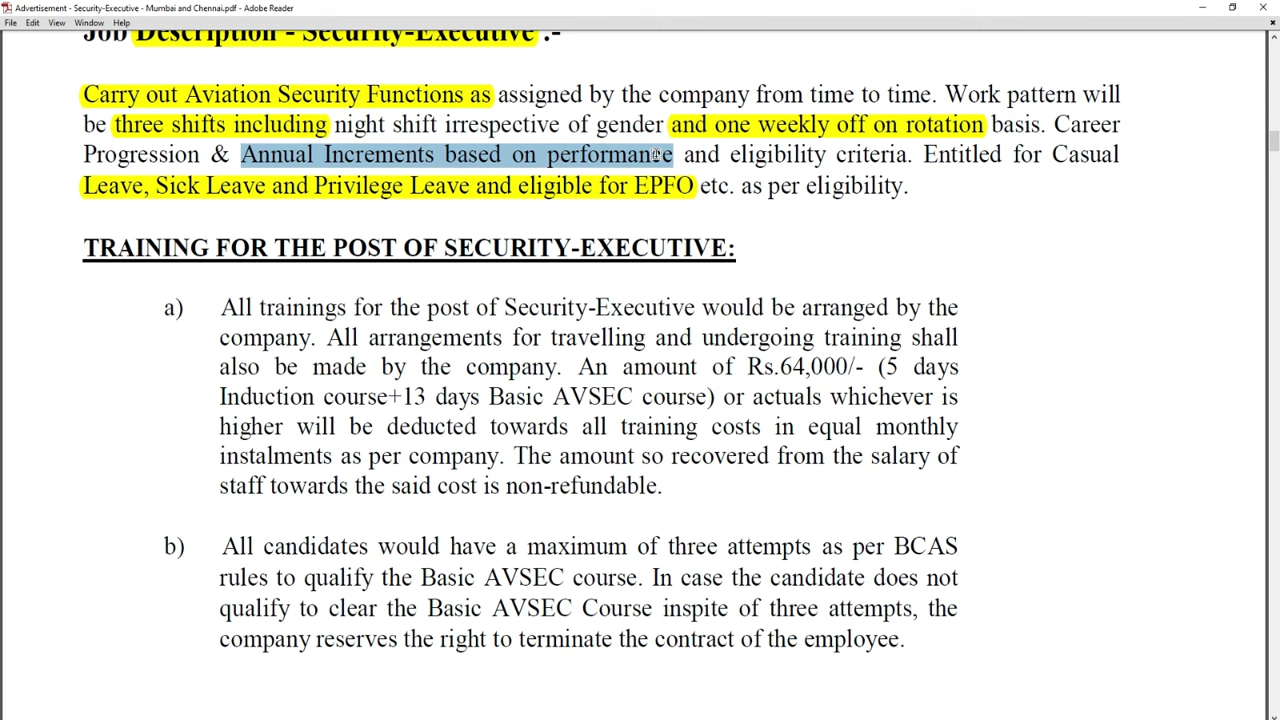 Advertisement - Security-Executive - Mumbai and Chennai.pdf - Adobe Reader
File Edit View Window Help
Job Description - Security-Executive :-
Carry out Aviation Security Functions as assigned by the company from time to time. Work pattern will
be three shifts including night shift irrespective of gender and one weekly off on rotation basis. Career
Progression & Annual Increments based on performance and eligibility criteria. Entitled for Casual
Leave, Sick Leave and Privilege Leave and eligible for EPFO etc. as per eligibility.
TRAINING FOR THE POST OF SECURITY-EXECUTIVE:
a) All trainings for the post of Security-Executive would be arranged by the
company. All arrangements for travelling and undergoing training shall
also be made by the company. An amount of Rs.64,000/- (5 days
Induction course+13 days Basic AVSEC course) or actuals whichever is
higher will be deducted towards all training costs in equal monthly
instalments as per company. The amount so recovered from the salary of
staff towards the said cost is non-refundable.
b) All candidates would have a maximum of three attempts as per BCAS
rules to qualify the Basic AVSEC course. In case the candidate does not
qualify to clear the Basic AVSEC Course inspite of three attempts, the
company reserves the right to terminate the contract of the employee.